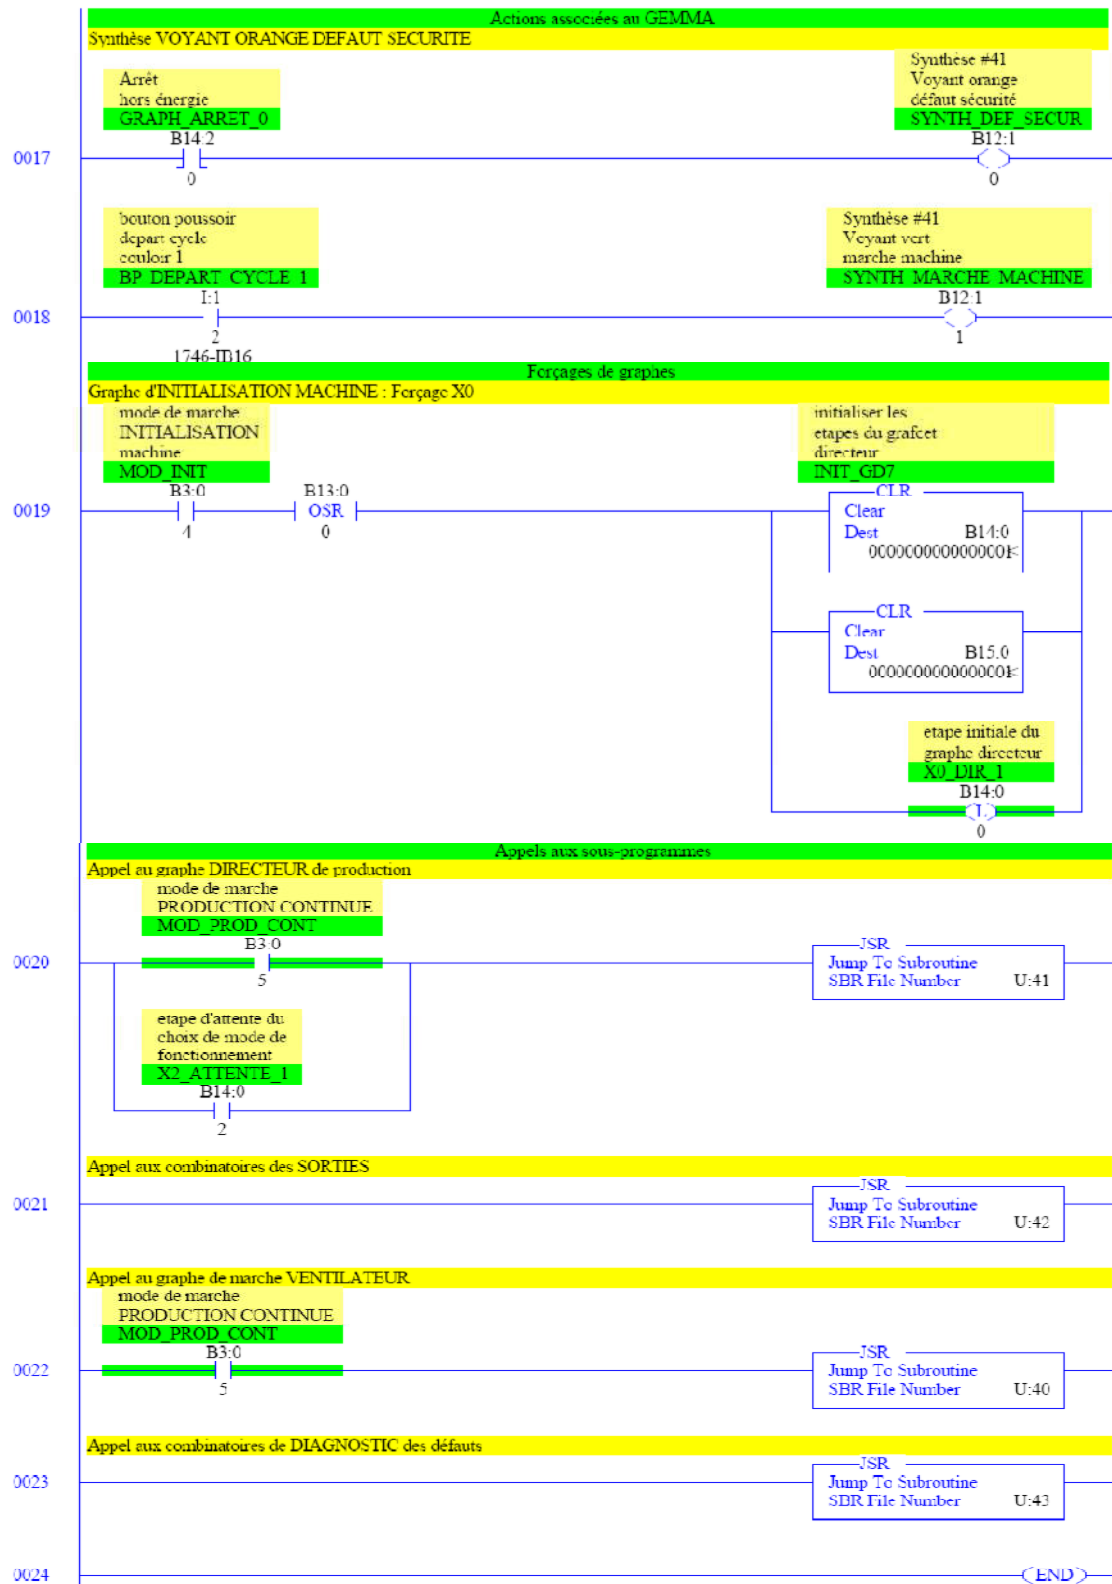 Actions associées au GEMMA
Synthèse VOYANT ORANGE DEFAUT SECURITE
Arrêt
hors énergie
GRAPH_ARRET_0
B14:2
0
Synthèse #41
Voyant orange
défaut sécurité
SYNTH_DEF_SECUR
B12:1
0
0017
bouton poussoir
depart cycle
couloir 1
BP_DEPART_CYCLE_1
I:1
2
1746-IB16
Synthèse #41
Voyant vert
marche machine
SYNTH_MARCHE_MACHINE
B12:1
1
0018
Forçages de graphes
Graphe d'INITIALISATION MACHINE : Forçage X0
mode de marche
INITIALISATION
machine
MOD_INIT
B3:0
4
B13:0
OSR
0
initialiser les
etapes du grafcet
directeur
INIT_GD7
0019
CLR
Clear
Dest B14:0
0000000000000001<
CLR
Clear
Dest B15:0
0000000000000001<
etape initiale du
graphe directeur
X0_DIR_1
B14:0
L
0
Appels aux sous-programmes
Appel au graphe DIRECTEUR de production
mode de marche
PRODUCTION CONTINUE
MOD_PROD_CONT
B3:0
5
0020
JSR
Jump To Subroutine
SBR File Number U:41
etape d'attente du
choix de mode de
fonctionnement
X2_ATTENTE_1
B14:0
2
Appel aux combinatoires des SORTIES
0021
JSR
Jump To Subroutine
SBR File Number U:42
Appel au graphe de marche VENTILATEUR
mode de marche
PRODUCTION CONTINUE
MOD_PROD_CONT
B3:0
5
0022
JSR
Jump To Subroutine
SBR File Number U:40
Appel aux combinatoires de DIAGNOSTIC des défauts
0023
JSR
Jump To Subroutine
SBR File Number U:43
0024
END